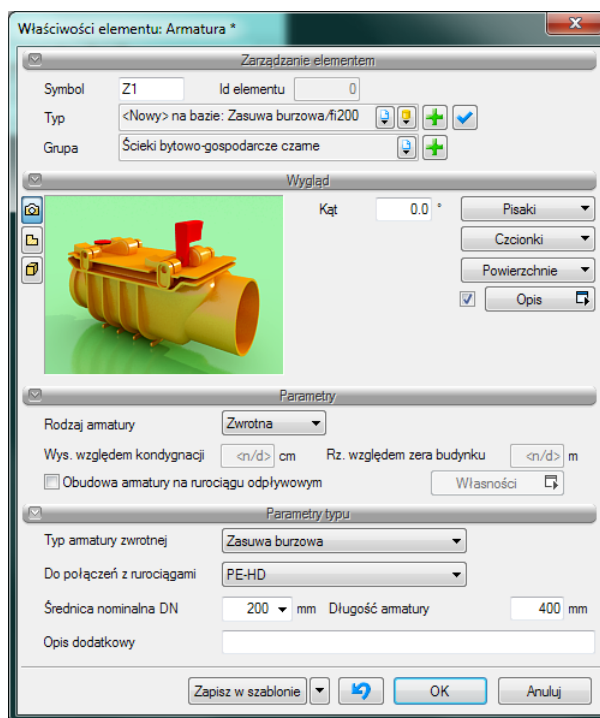 Właściwości elementu: Armatura *
Zarządzanie elementem
Symbol Z1 Id elementu 0
Typ <Nowy> na bazie: Zasuwa burzowa/fi200
Grupa Ścieki bytowo-gospodarcze czarne
Wygląd
Kąt 0.0 ° Pisaki
Czcionki
Powierzchnie
Opis
Parametry
Rodzaj armatury Zwrotna
Wys. względem kondygnacji <n/d> cm Rz. względem zera budynku <n/d> m
Obudowa armatury na rurociągu odpływowym Własności
Parametry typu
Typ armatury zwrotnej Zasuwa burzowa
Do połączeń z rurociągami PE-HD
Średnica nominalna DN 200 mm Długość armatury 400 mm
Opis dodatkowy
Zapisz w szablonie OK Anuluj